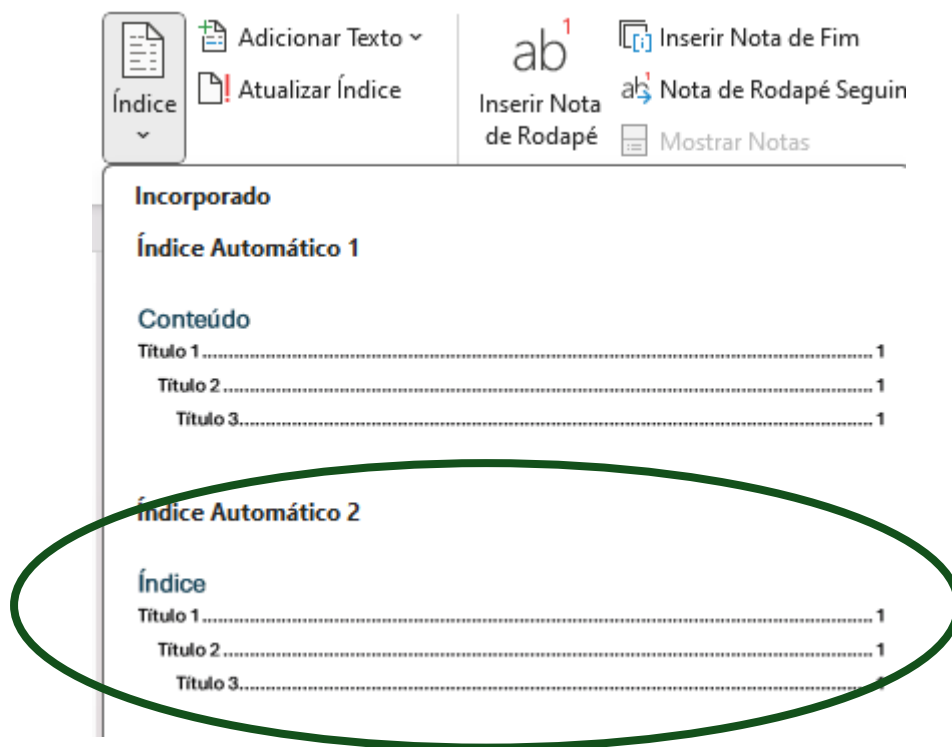 Índice
Adicionar Texto
Atualizar Índice
ab1
Inserir Nota
de Rodapé
[i] Inserir Nota de Fim
ab1 Nota de Rodapé Seguin
Mostrar Notas
Incorporado
Índice Automático 1
Conteúdo
Título 1 1
Título 2 1
Título 3 1
Índice Automático 2
Índice
Título 1 1
Título 2 1
Título 3 1